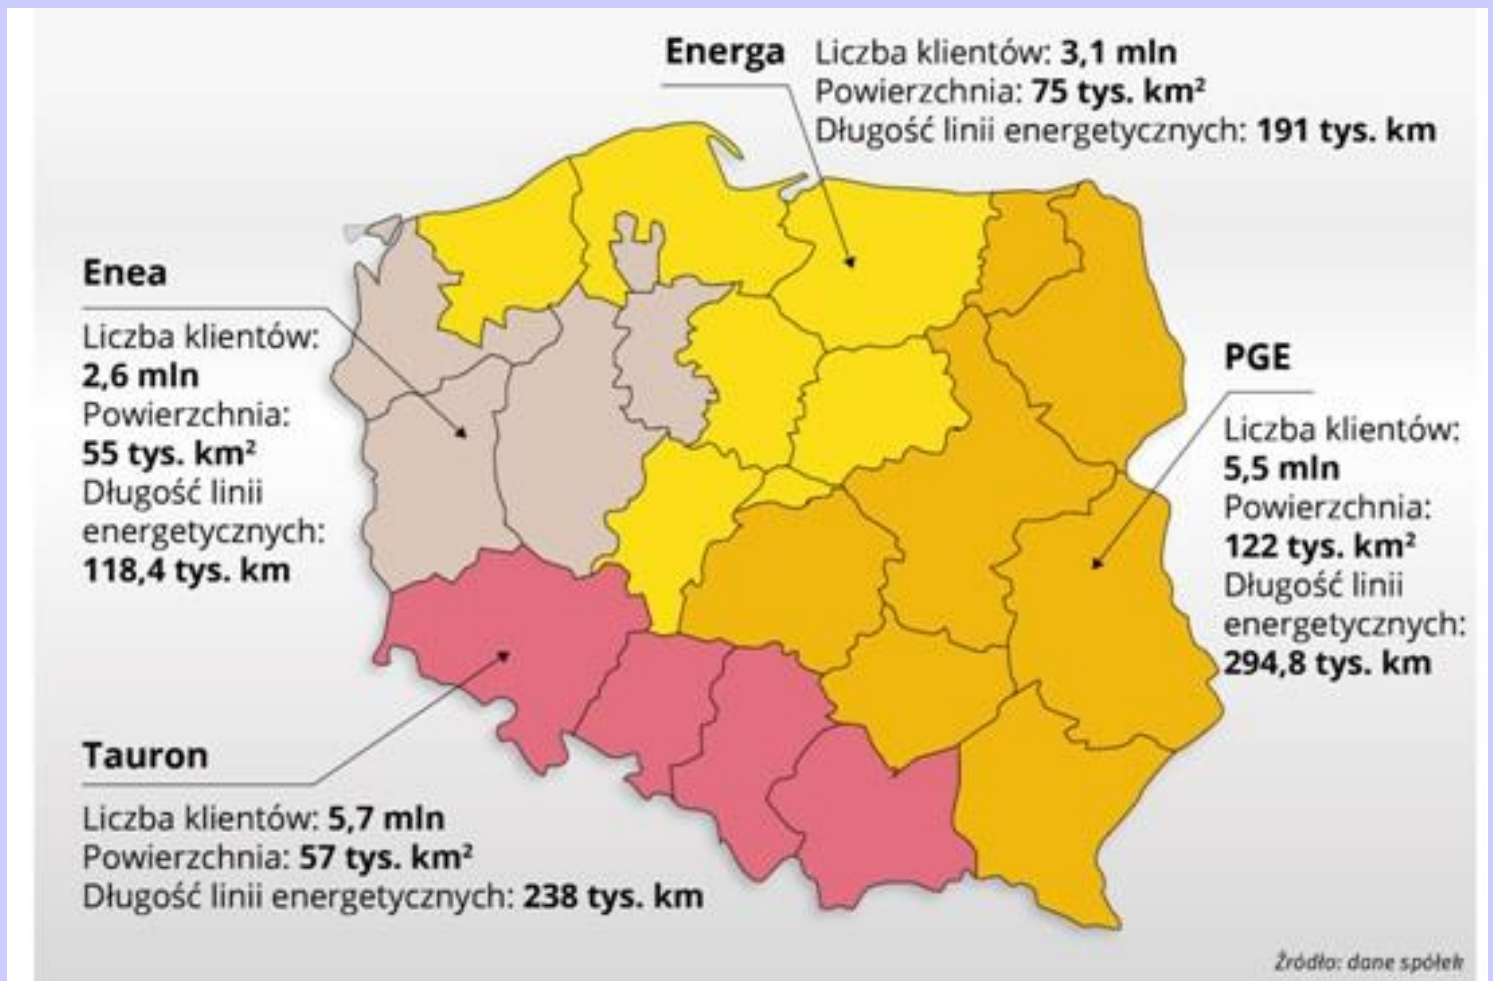 Energa
Liczba klientów: 3,1 mln
Powierzchnia: 75 tys. km²
Długość linii energetycznych: 191 tys. km
Enea
Liczba klientów:
2,6 mln
Powierzchnia:
55 tys. km²
Długość linii
energetycznych:
118,4 tys. km
PGE
Liczba klientów:
5,5 mln
Powierzchnia:
122 tys. km²
Długość linii
energetycznych:
294,8 tys. km
Tauron
Liczba klientów: 5,7 mln
Powierzchnia: 57 tys. km²
Długość linii energetycznych: 238 tys. km
Źródło: dane spółek